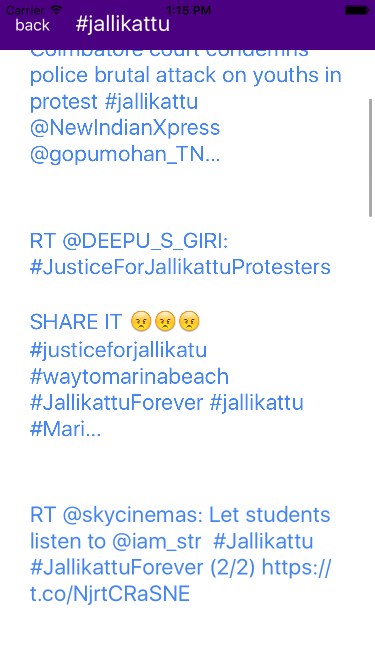 Carrier 1:15 PM
back #jallikattu
Coimbatore court condemns
police brutal attack on youths in
protest #jallikattu
@NewIndianXpress
@gopumohan_TN...
RT @DEEPU_S_GIRI:
#JusticeForJallikattuProtesters
SHARE IT 😠😠😠
#justiceforjallikatu
#waytomarinabeach
#JallikattuForever #jallikattu
#Mari...
RT @skycinemas: Let students
listen to @iam_str  #Jallikattu
#JallikattuForever (2/2) https://
t.co/NjrtCRaSNE